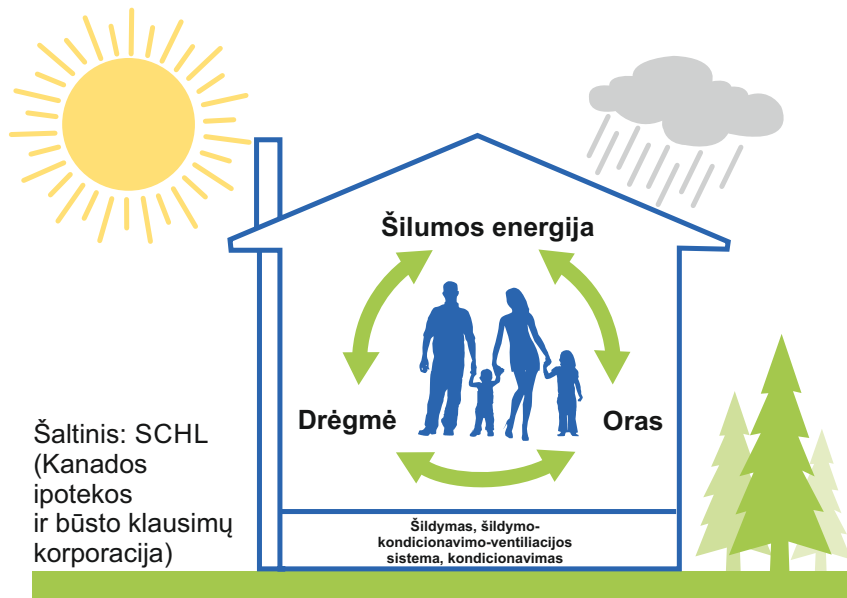 Šilumos energija
Drėgmė
Oras
Šaltinis: SCHL
(Kanados
ipotekos
ir būsto klausimų
korporacija)
Šildymas, šildymo-
kondicionavimo-ventiliacijos
sistema, kondicionavimas